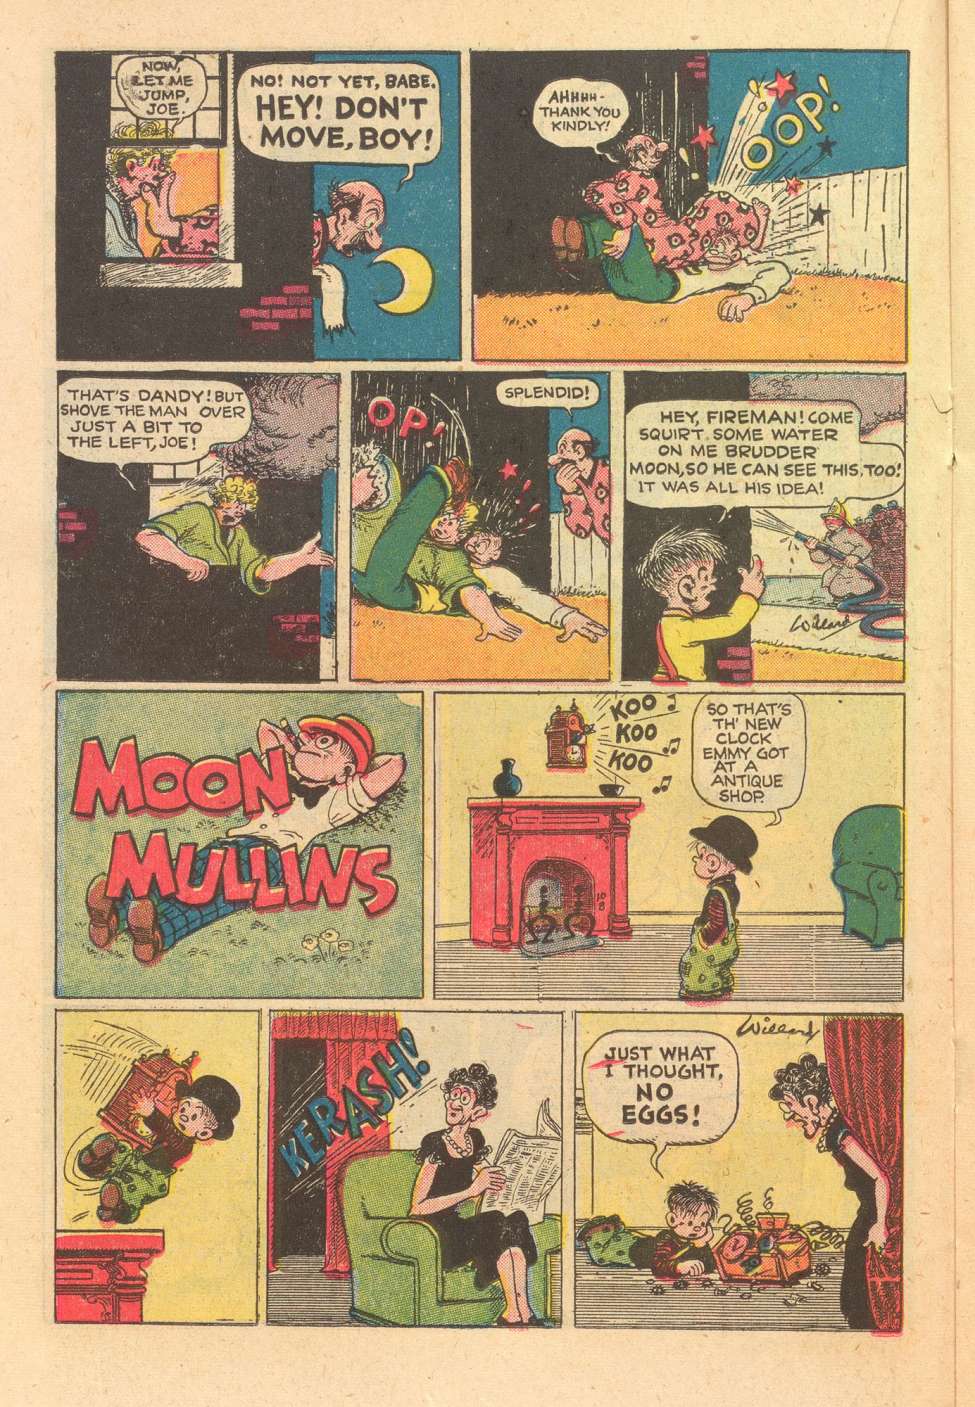 NOW,
LET ME
JUMP,
JOE.
NO! NOT YET, BABE.
HEY! DON'T
MOVE, BOY!
AHHHH-
THANK YOU
KINDLY!
OOP!
THAT'S DANDY! BUT
SHOVE THE MAN OVER
JUST A BIT TO
THE LEFT, JOE!
OP!
SPLENDID!
HEY, FIREMAN! COME
SQUIRT SOME WATER
ON ME BRUDDER
MOON, SO HE CAN SEE THIS, TOO!
IT WAS ALL HIS IDEA!
Willard
MOON
MULLINS
KOO
KOO
KOO
SO THAT'S
TH' NEW
CLOCK
EMMY GOT
AT A
ANTIQUE
SHOP.
KERASH!
Willard
JUST WHAT
I THOUGHT,
NO
EGGS!